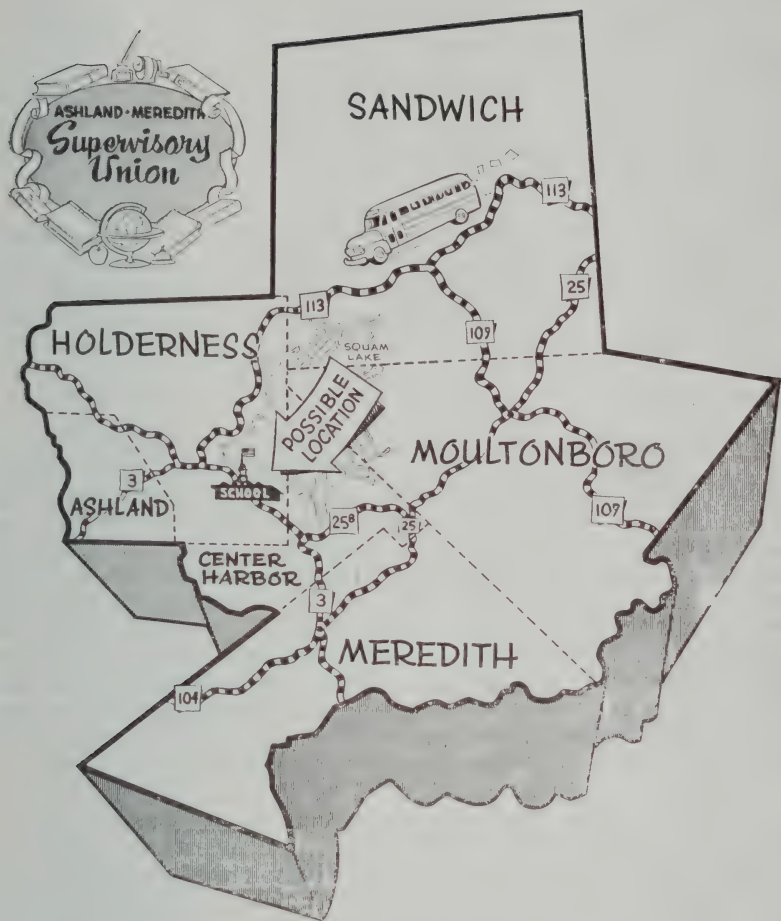 ASHLAND-MEREDITH
Supervisory
Union
SANDWICH
113
25
113
109
HOLDERNESS
SQUAM
LAKE
POSSIBLE
LOCATION
MOULTONBORO
3
SCHOOL
ASHLAND
25B
25
107
CENTER
HARBOR
3
MEREDITH
104